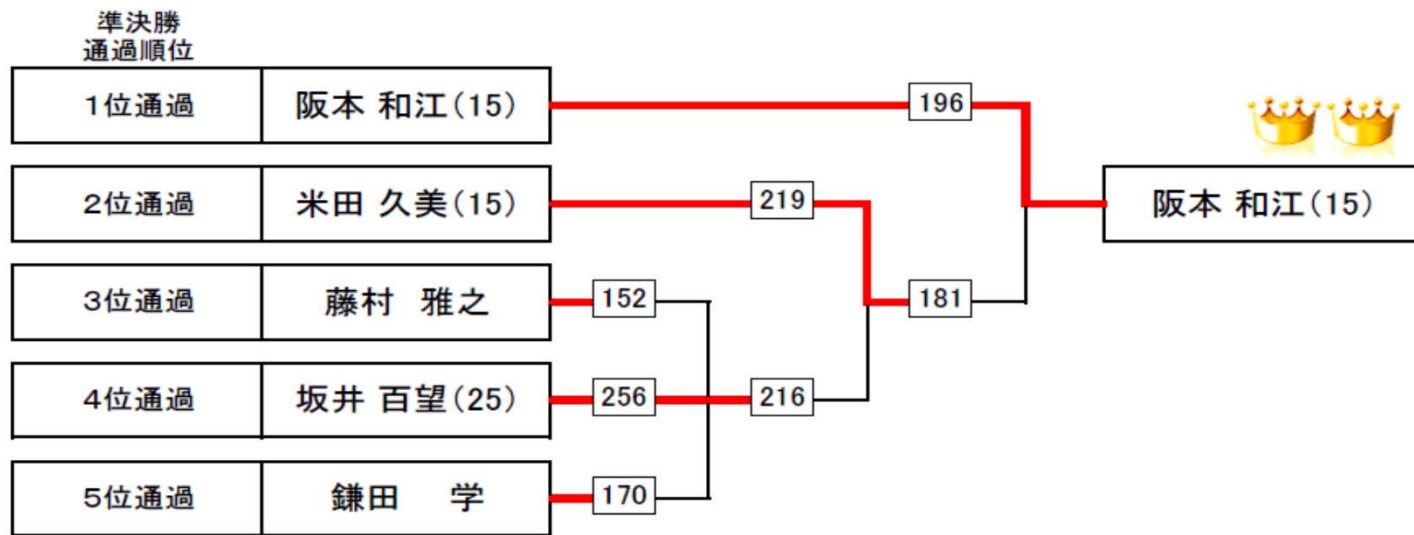 準決勝
通過順位
1位通過 阪本 和江(15) 196
2位通過 米田 久美(15) 219 阪本 和江(15)
3位通過 藤村 雅之 152 181
4位通過 坂井 百望(25) 256 216
5位通過 鎌田 学 170